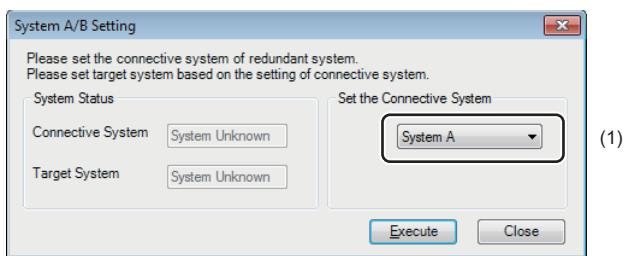 System A/B Setting
Please set the connective system of redundant system.
Please set target system based on the setting of connective system.
System Status
Set the Connective System
Connective System System Unknown
System A
(1)
Target System System Unknown
Execute Close